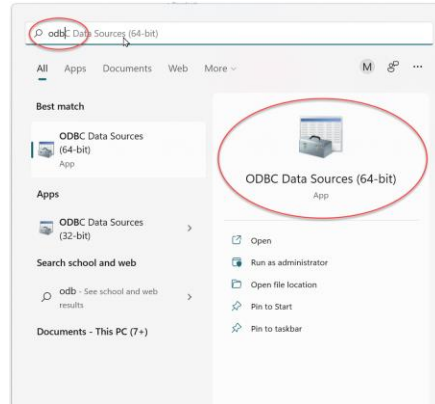 odbC Data Sources (64-bit)
All Apps Documents Web More M ...
Best match
ODBC Data Sources
(64-bit)
App
ODBC Data Sources (64-bit)
App
Apps
ODBC Data Sources
(32-bit)
Search school and web
odb - See school and web
results
Documents - This PC (7+)
Open
Run as administrator
Open file location
Pin to Start
Pin to taskbar